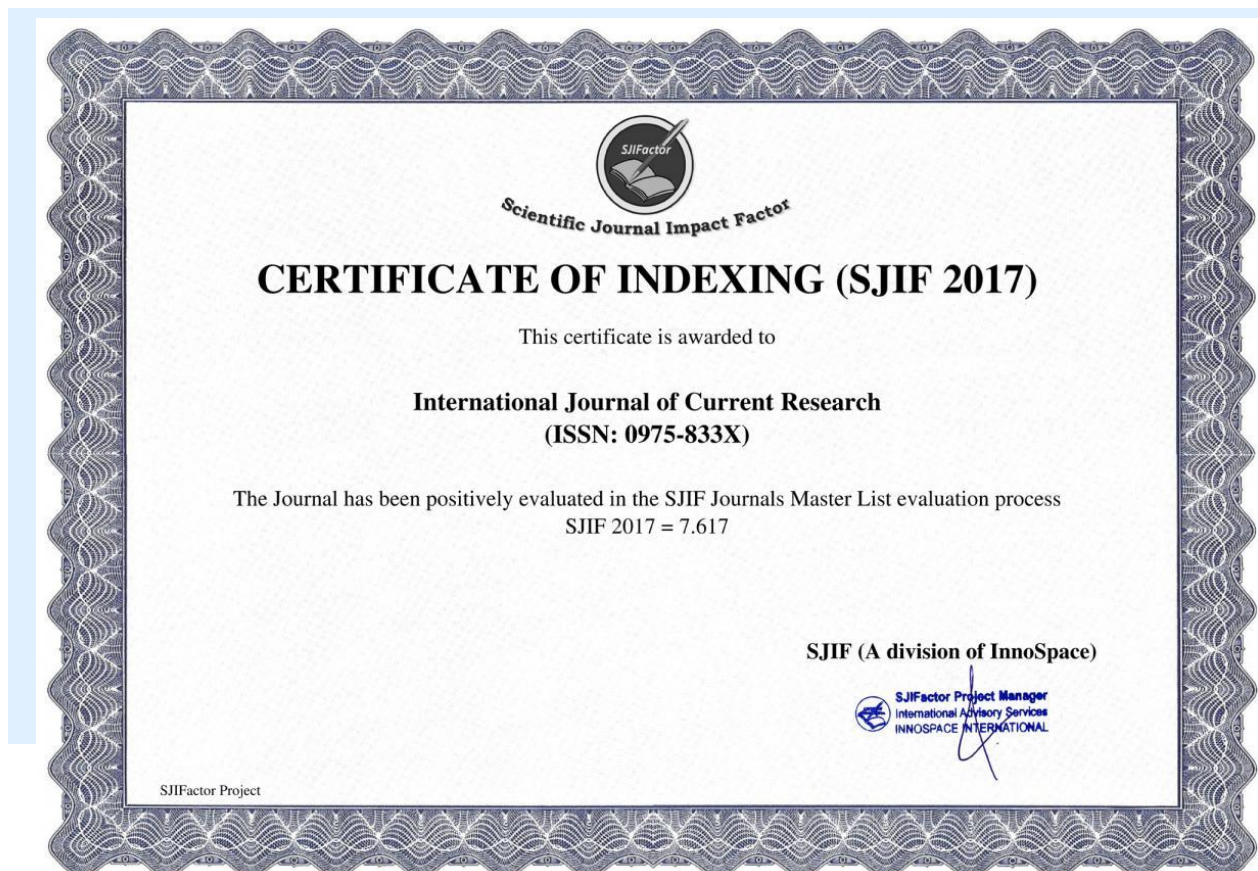 SJIFactor
Scientific Journal Impact Factor
CERTIFICATE OF INDEXING (SJIF 2017)
This certificate is awarded to
International Journal of Current Research
(ISSN: 0975-833X)
The Journal has been positively evaluated in the SJIF Journals Master List evaluation process
SJIF 2017 = 7.617
SJIF (A division of InnoSpace)
SJIFactor Project Manager
International Advisory Services
INNOSPACE INTERNATIONAL
SJIFactor Project